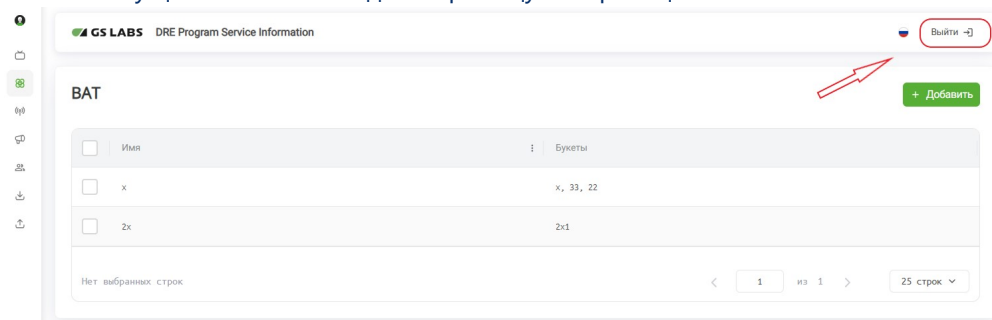 GS LABS DRE Program Service Information
Выйти
BAT
+ Добавить
Имя Букеты
x x, 33, 22
2x 2x1
Нет выбранных строк 1 из 1 25 строк